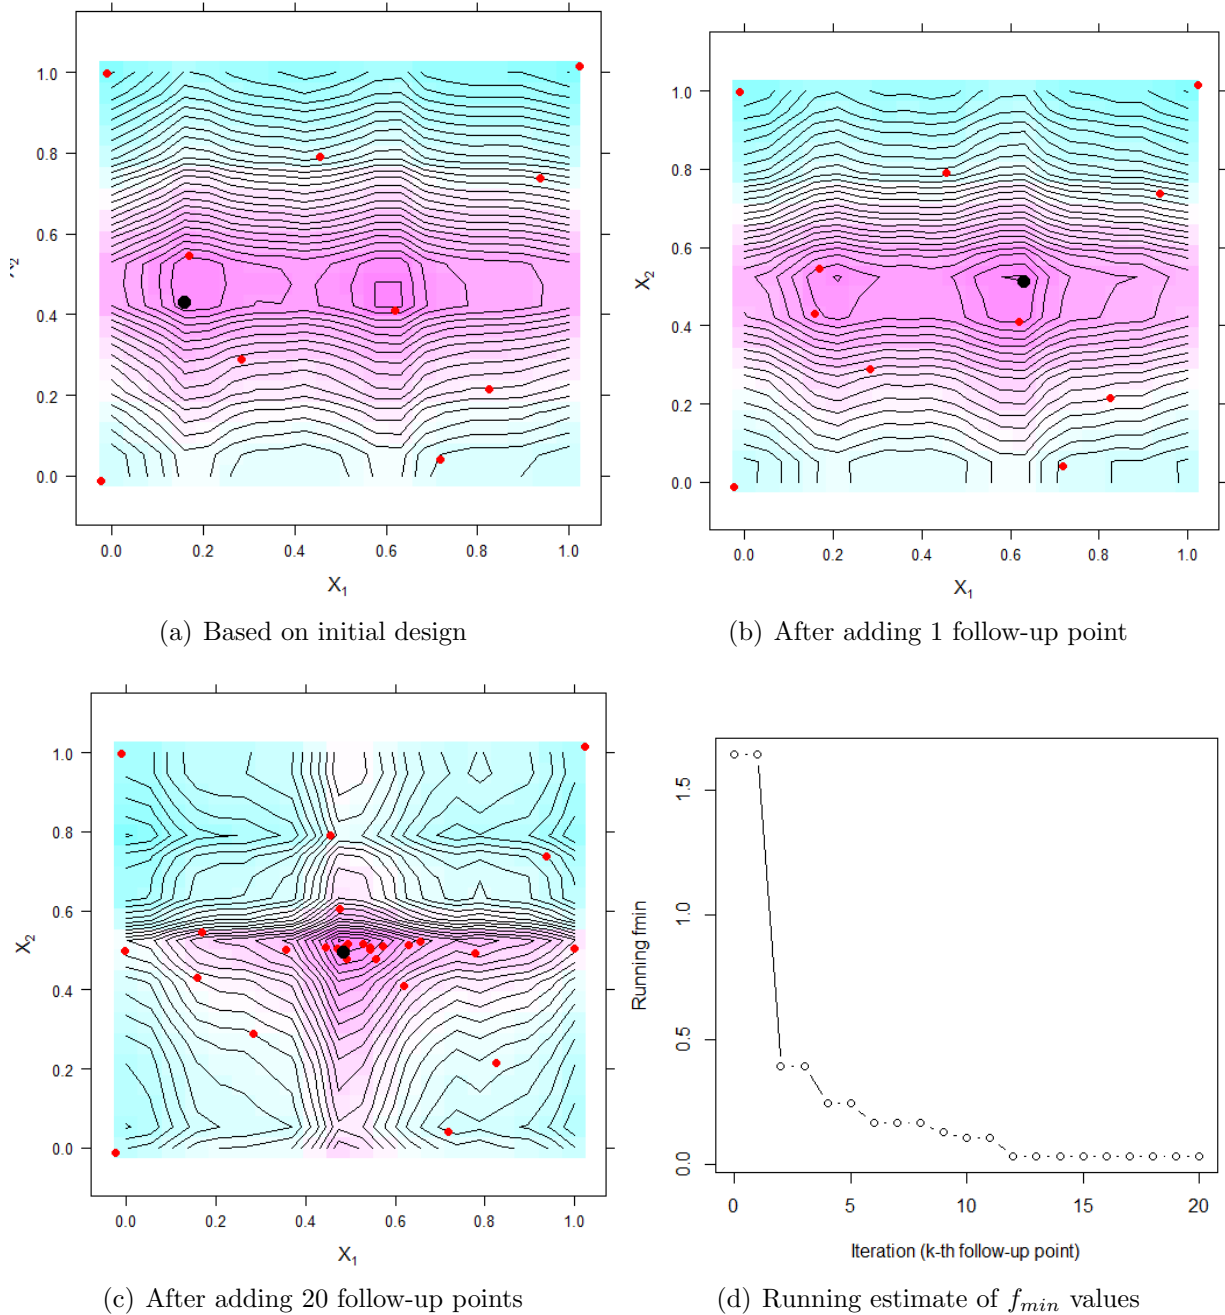 1.0
0.8
0.6
0.4
0.2
0.0
X2
0.0 0.2 0.4 0.6 0.8 1.0
X1
(a) Based on initial design
1.0
0.8
0.6
0.4
0.2
0.0
X2
0.0 0.2 0.4 0.6 0.8 1.0
X1
(b) After adding 1 follow-up point
1.0
0.8
0.6
0.4
0.2
0.0
X2
0.0 0.2 0.4 0.6 0.8 1.0
X1
(c) After adding 20 follow-up points
1.5
1.0
0.5
0.0
Running fmin
0 5 10 15 20
Iteration (k-th follow-up point)
(d) Running estimate of fmin values